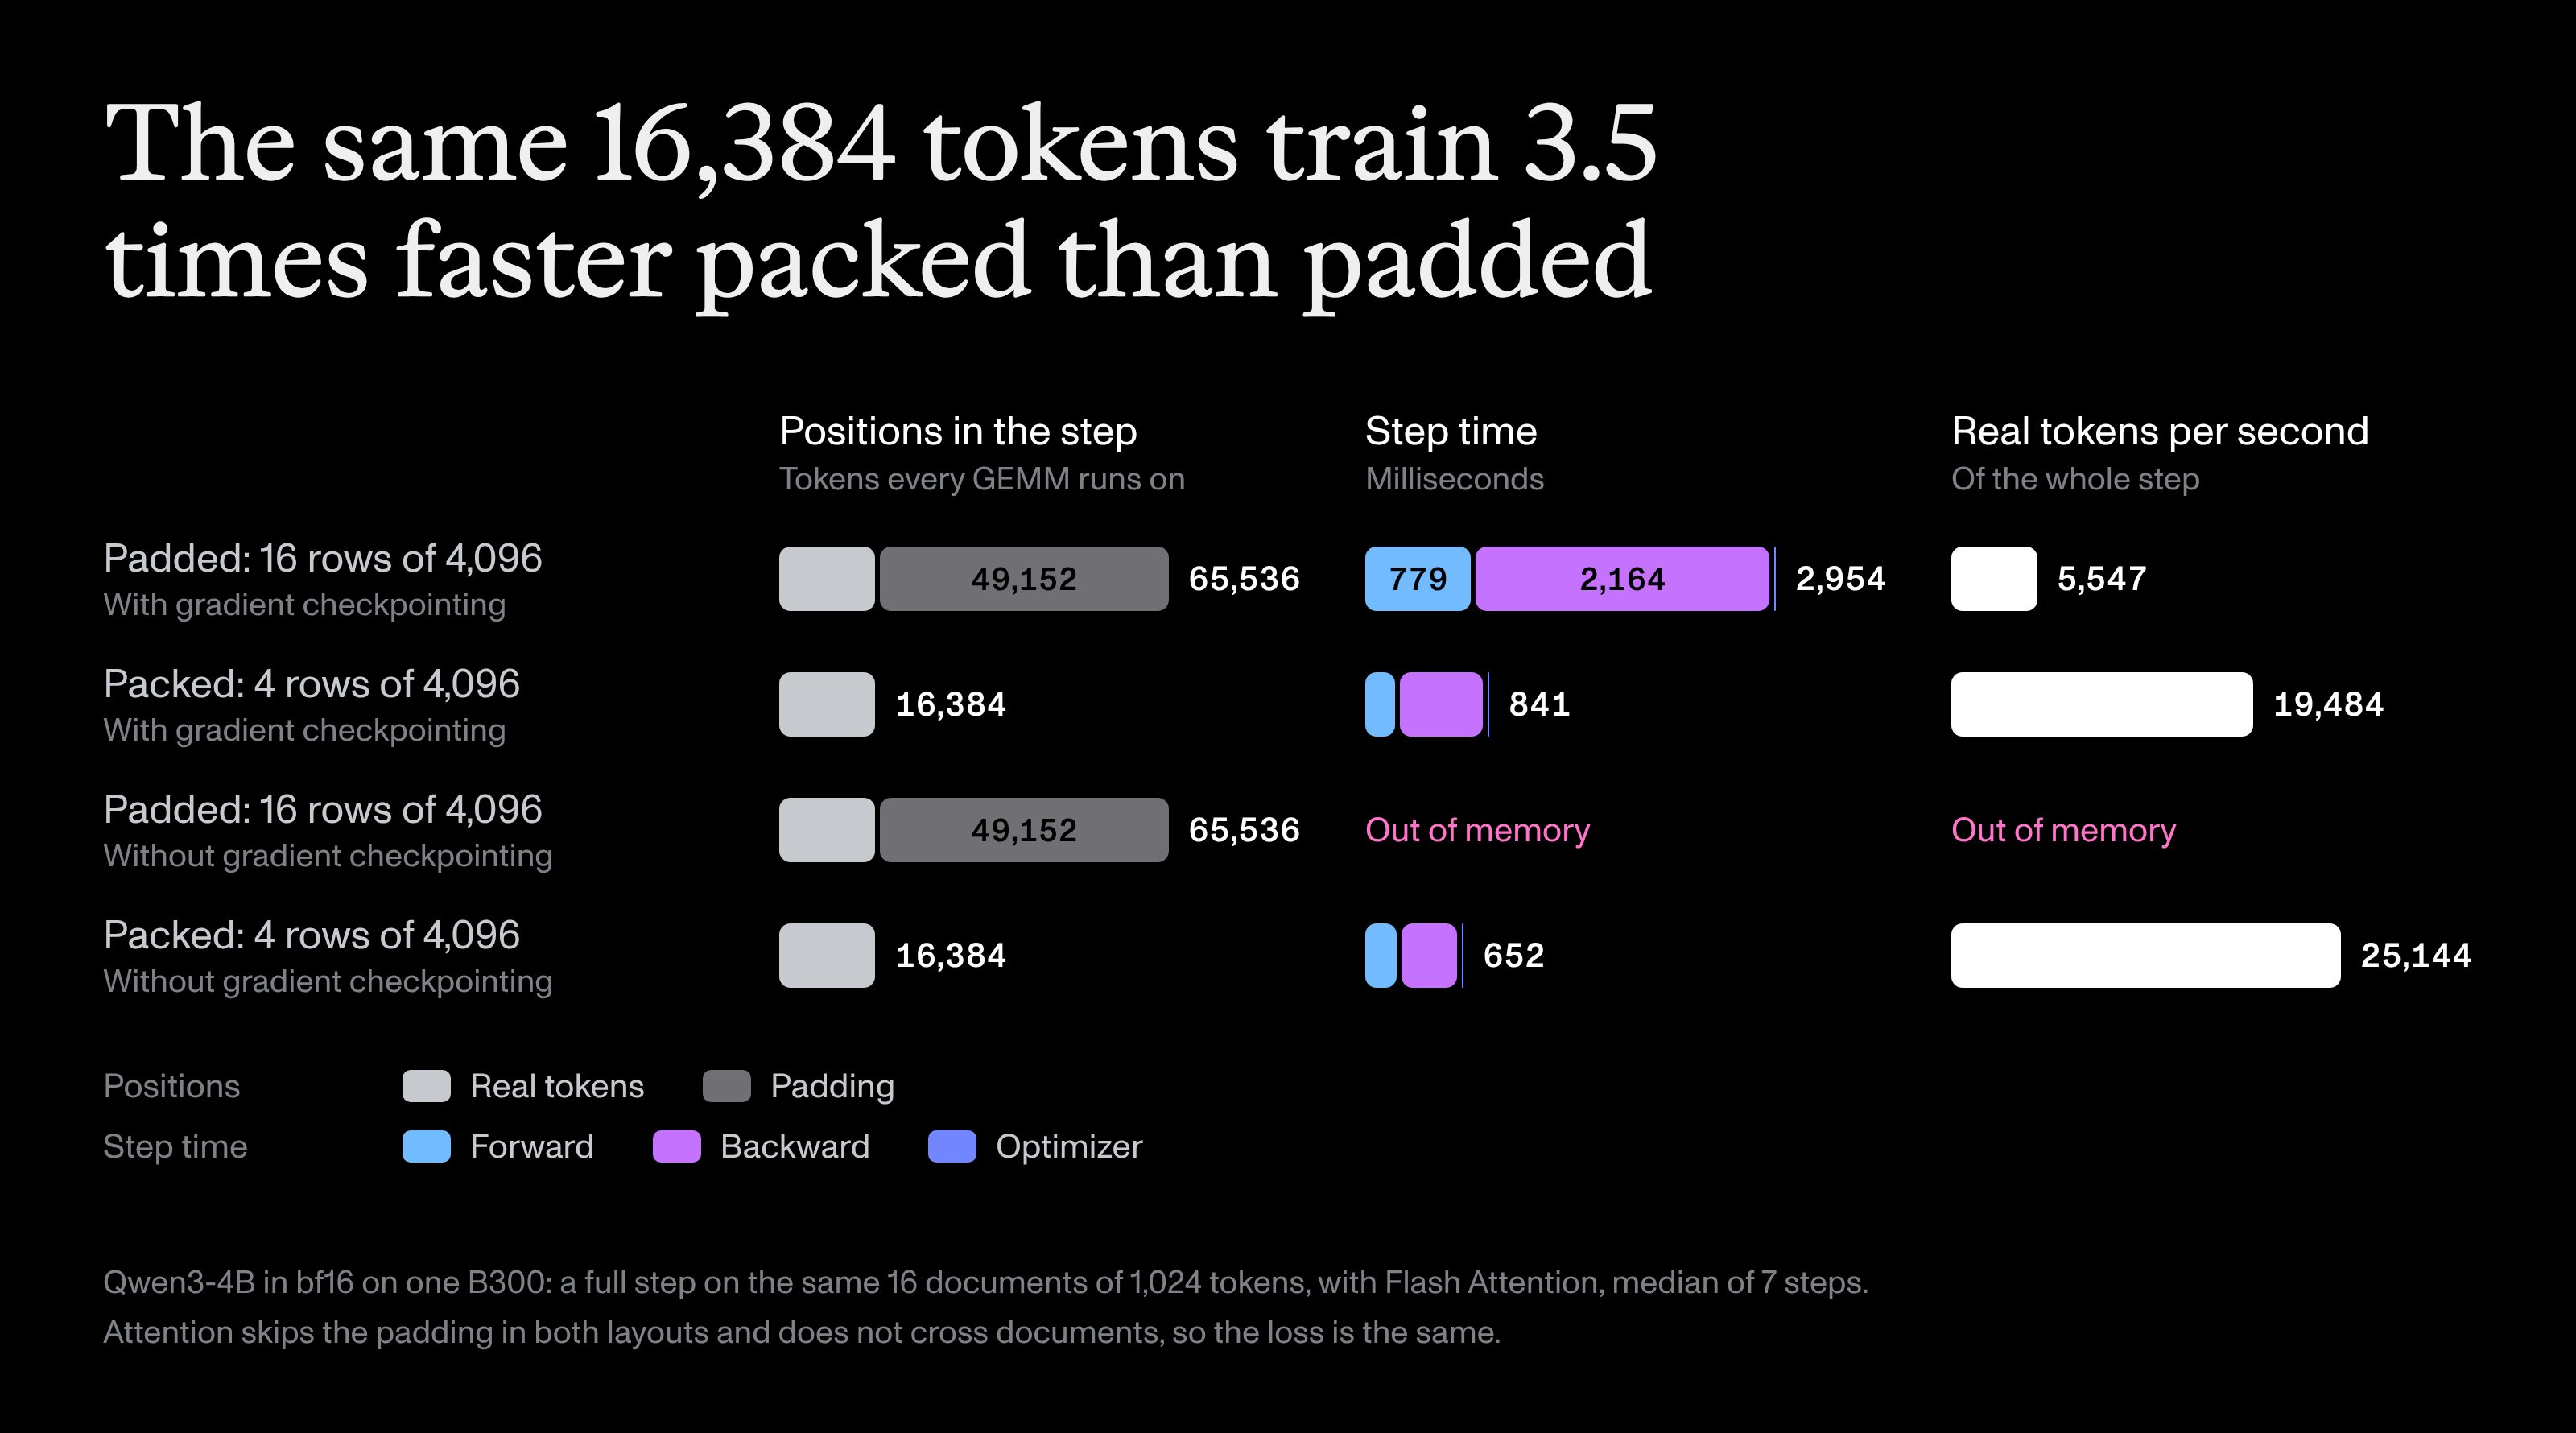 The same 16,384 tokens train 3.5
times faster packed than padded
Positions in the step
Tokens every GEMM runs on
Step time
Milliseconds
Real tokens per second
Of the whole step
Padded: 16 rows of 4,096
With gradient checkpointing
49,152
65,536
779
2,164
2,954
5,547
Packed: 4 rows of 4,096
With gradient checkpointing
16,384
841
19,484
Padded: 16 rows of 4,096
Without gradient checkpointing
49,152
65,536
Out of memory
Out of memory
Packed: 4 rows of 4,096
Without gradient checkpointing
16,384
652
25,144
Positions
Real tokens
Padding
Step time
Forward
Backward
Optimizer
Qwen3-4B in bf16 on one B300: a full step on the same 16 documents of 1,024 tokens, with Flash Attention, median of 7 steps.
Attention skips the padding in both layouts and does not cross documents, so the loss is the same.